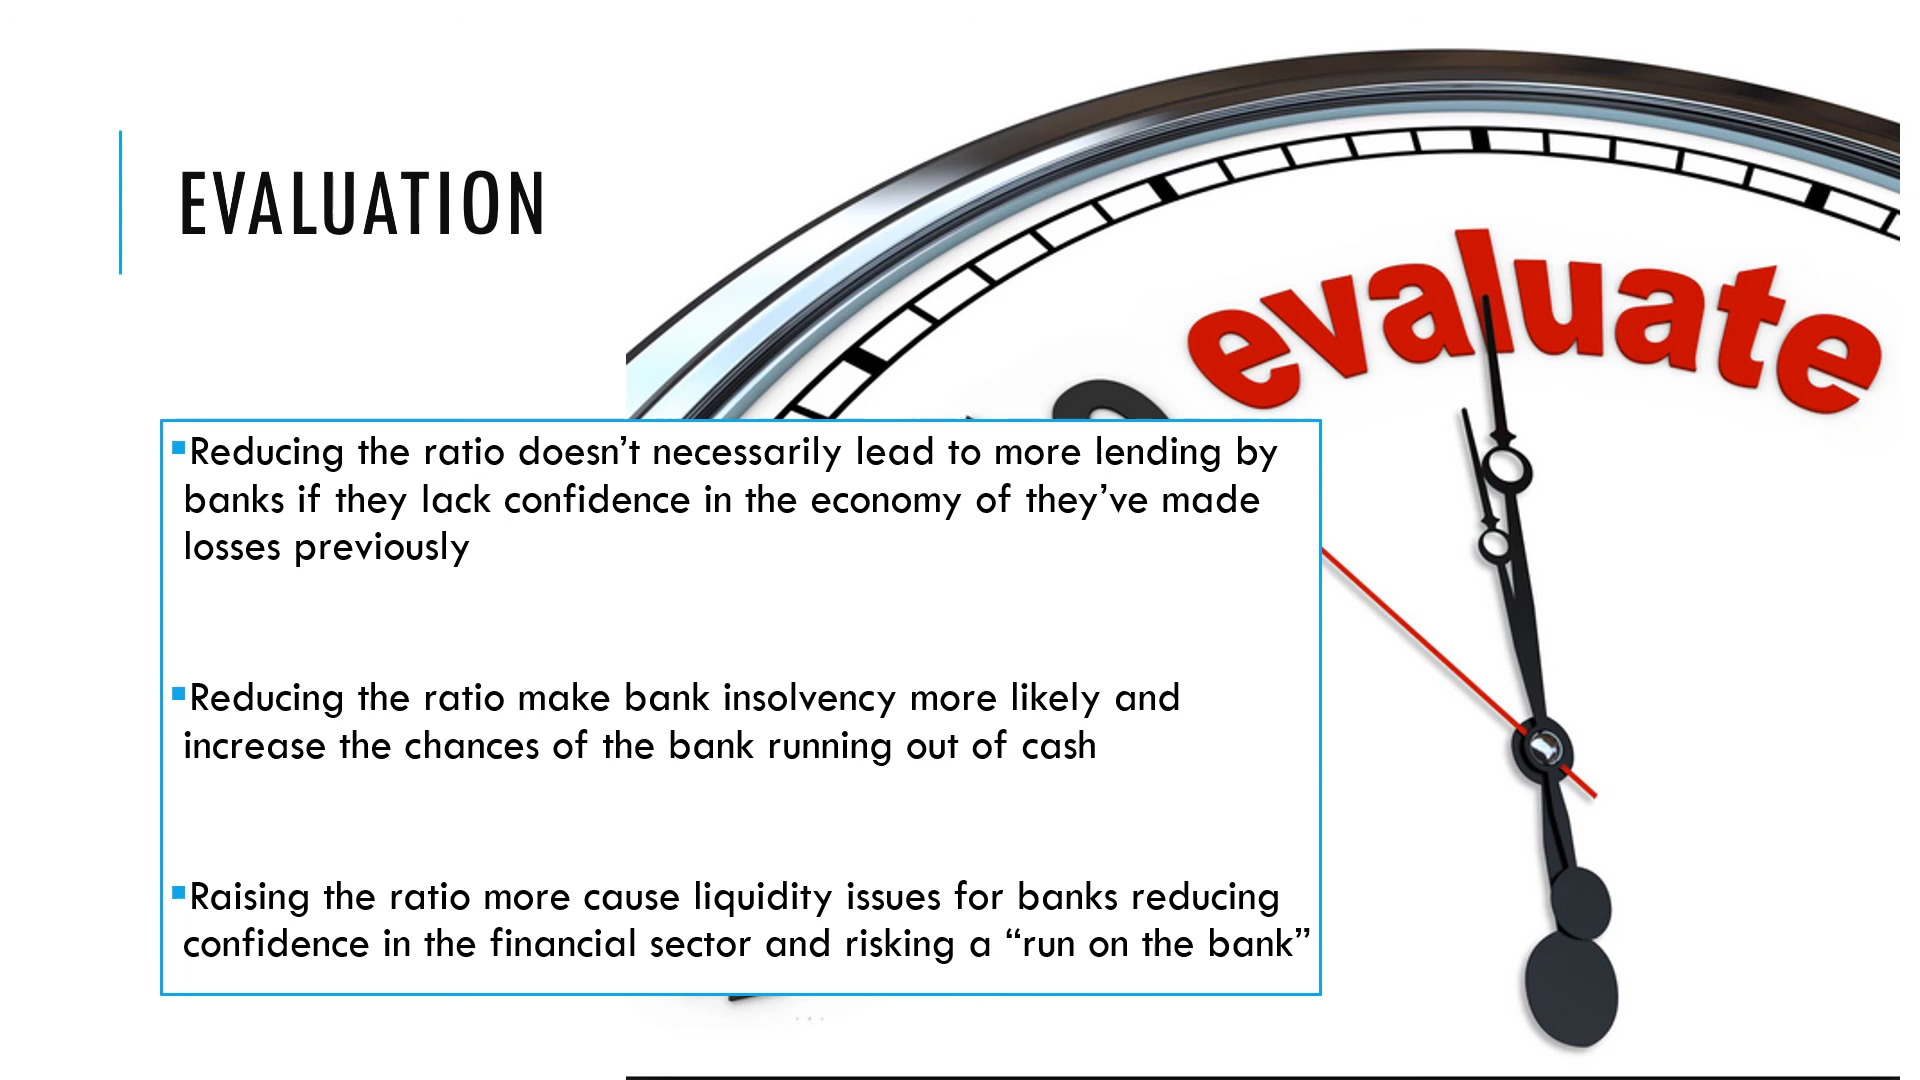 EVALUATION
evaluate
▪Reducing the ratio doesn’t necessarily lead to more lending by
banks if they lack confidence in the economy of they’ve made
losses previously
▪Reducing the ratio make bank insolvency more likely and
increase the chances of the bank running out of cash
▪Raising the ratio more cause liquidity issues for banks reducing
confidence in the financial sector and risking a “run on the bank”